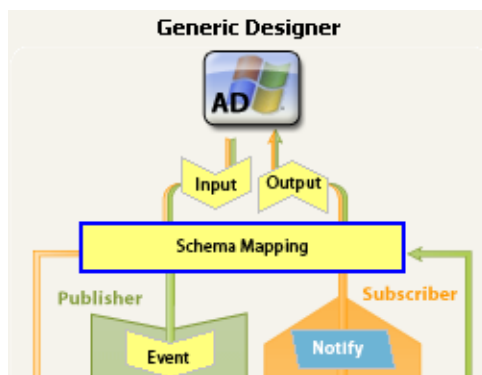 Generic Designer
AD
Input
Output
Schema Mapping
Publisher
Subscriber
Event
Notify